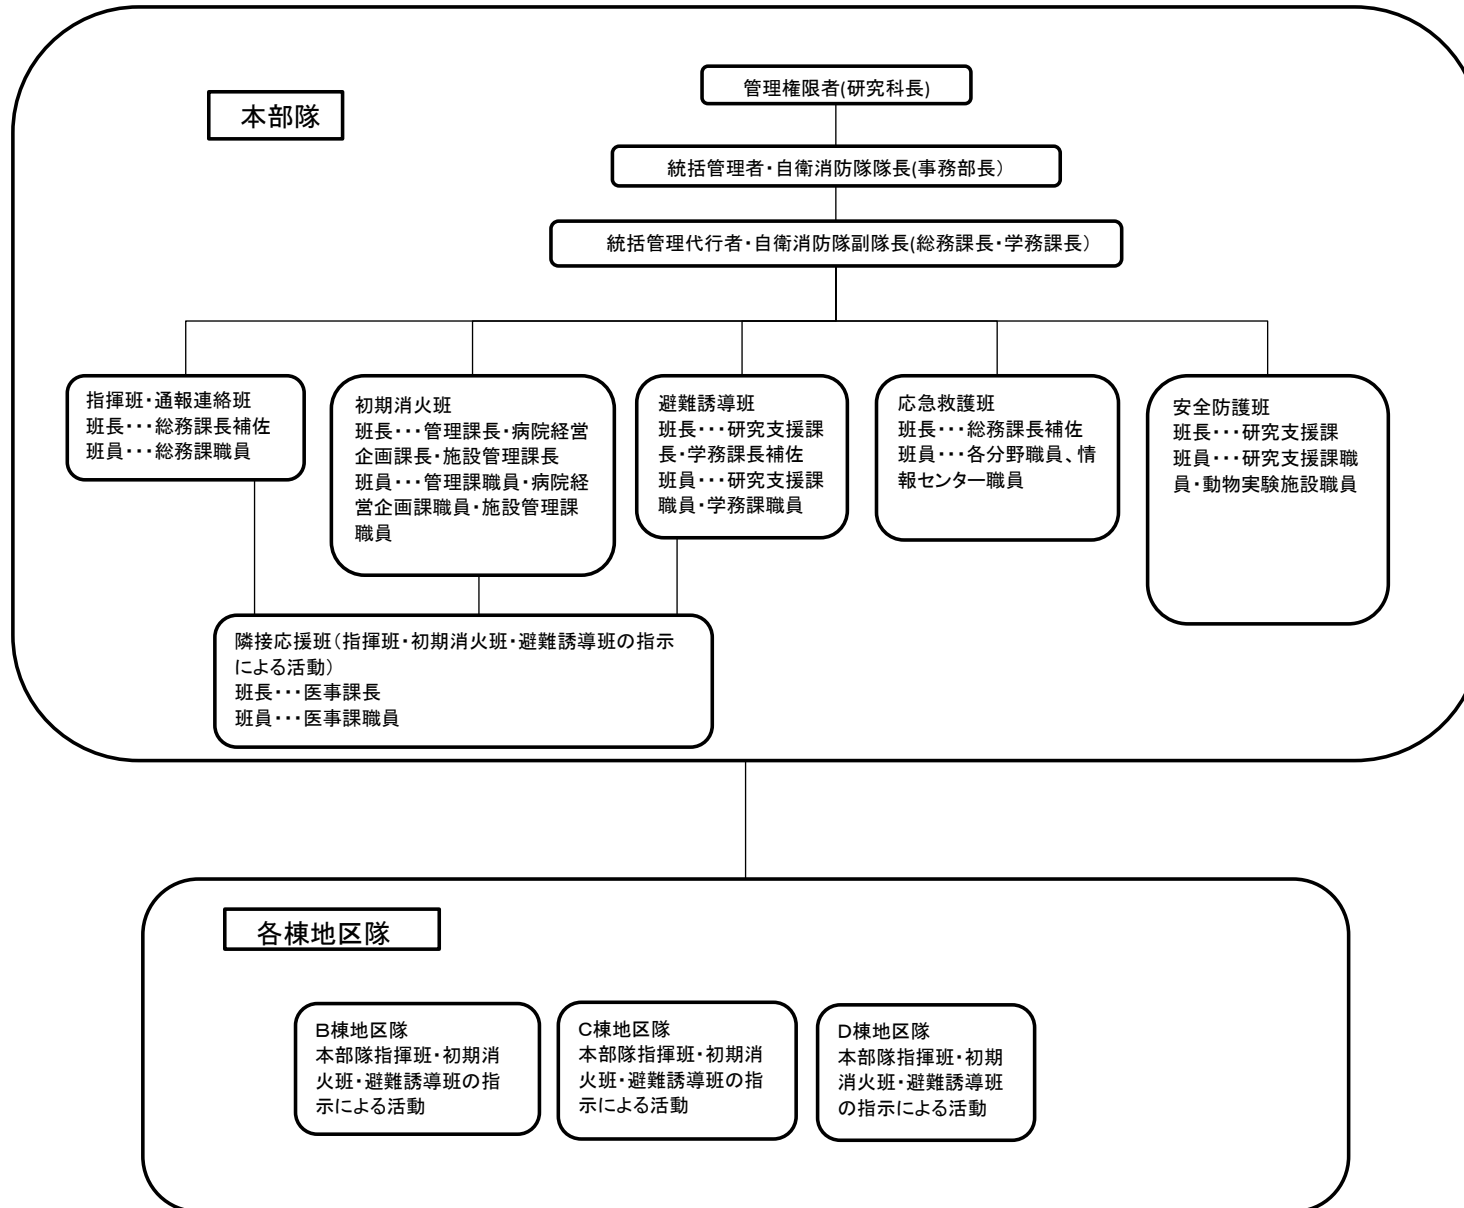 本部隊
管理権限者(研究科長)
統括管理者・自衛消防隊隊長(事務部長)
統括管理代行者・自衛消防隊副隊長(総務課長・学務課長)
指揮班・通報連絡班
班長・・・総務課長補佐
班員・・・総務課職員
初期消火班
班長・・・管理課長・病院経営
企画課長・施設管理課長
班員・・・管理課職員・病院経
営企画課職員・施設管理課
職員
避難誘導班
班長・・・研究支援課
長・学務課長補佐
班員・・・研究支援課
職員・学務課職員
応急救護班
班長・・・総務課長補佐
班員・・・各分野職員、情
報センター職員
安全防護班
班長・・・研究支援課
班員・・・研究支援課職
員・動物実験施設職員
隣接応援班(指揮班・初期消火班・避難誘導班の指示
による活動)
班長・・・医事課長
班員・・・医事課職員
各棟地区隊
B棟地区隊
本部隊指揮班・初期消
火班・避難誘導班の指
示による活動
C棟地区隊
本部隊指揮班・初期消
火班・避難誘導班の指
示による活動
D棟地区隊
本部隊指揮班・初期
消火班・避難誘導班
の指示による活動